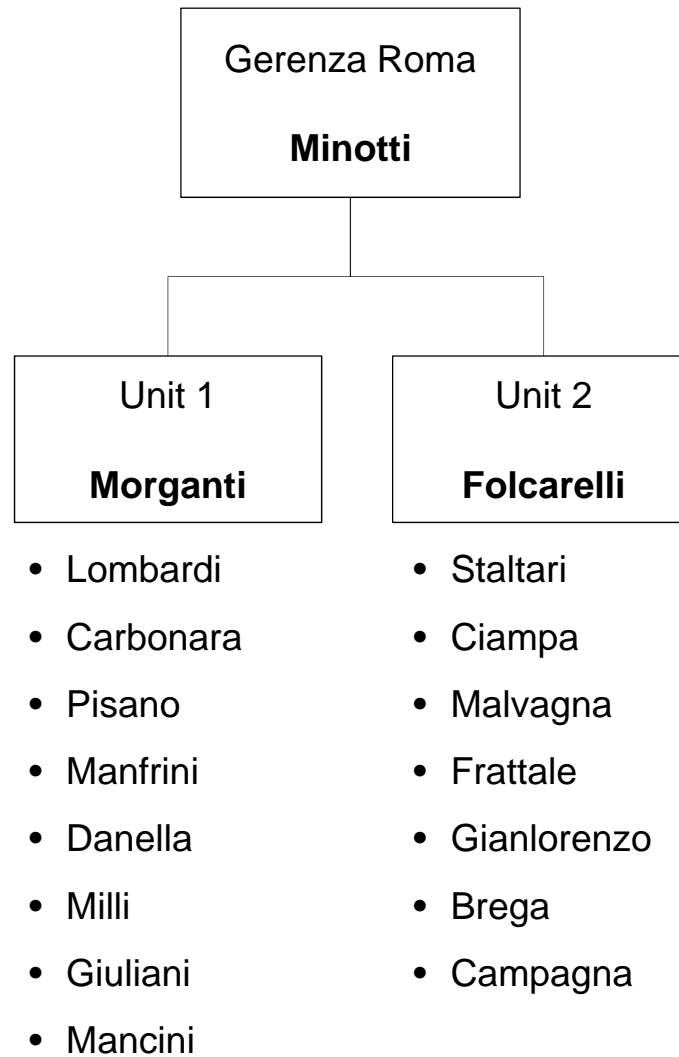 Gerenza Roma
Minotti
Unit 1
Morganti
• Lombardi
• Carbonara
• Pisano
• Manfrini
• Danella
• Milli
• Giuliani
• Mancini
Unit 2
Folcarelli
• Staltari
• Ciampa
• Malvagna
• Frattale
• Gianlorenzo
• Brega
• Campagna